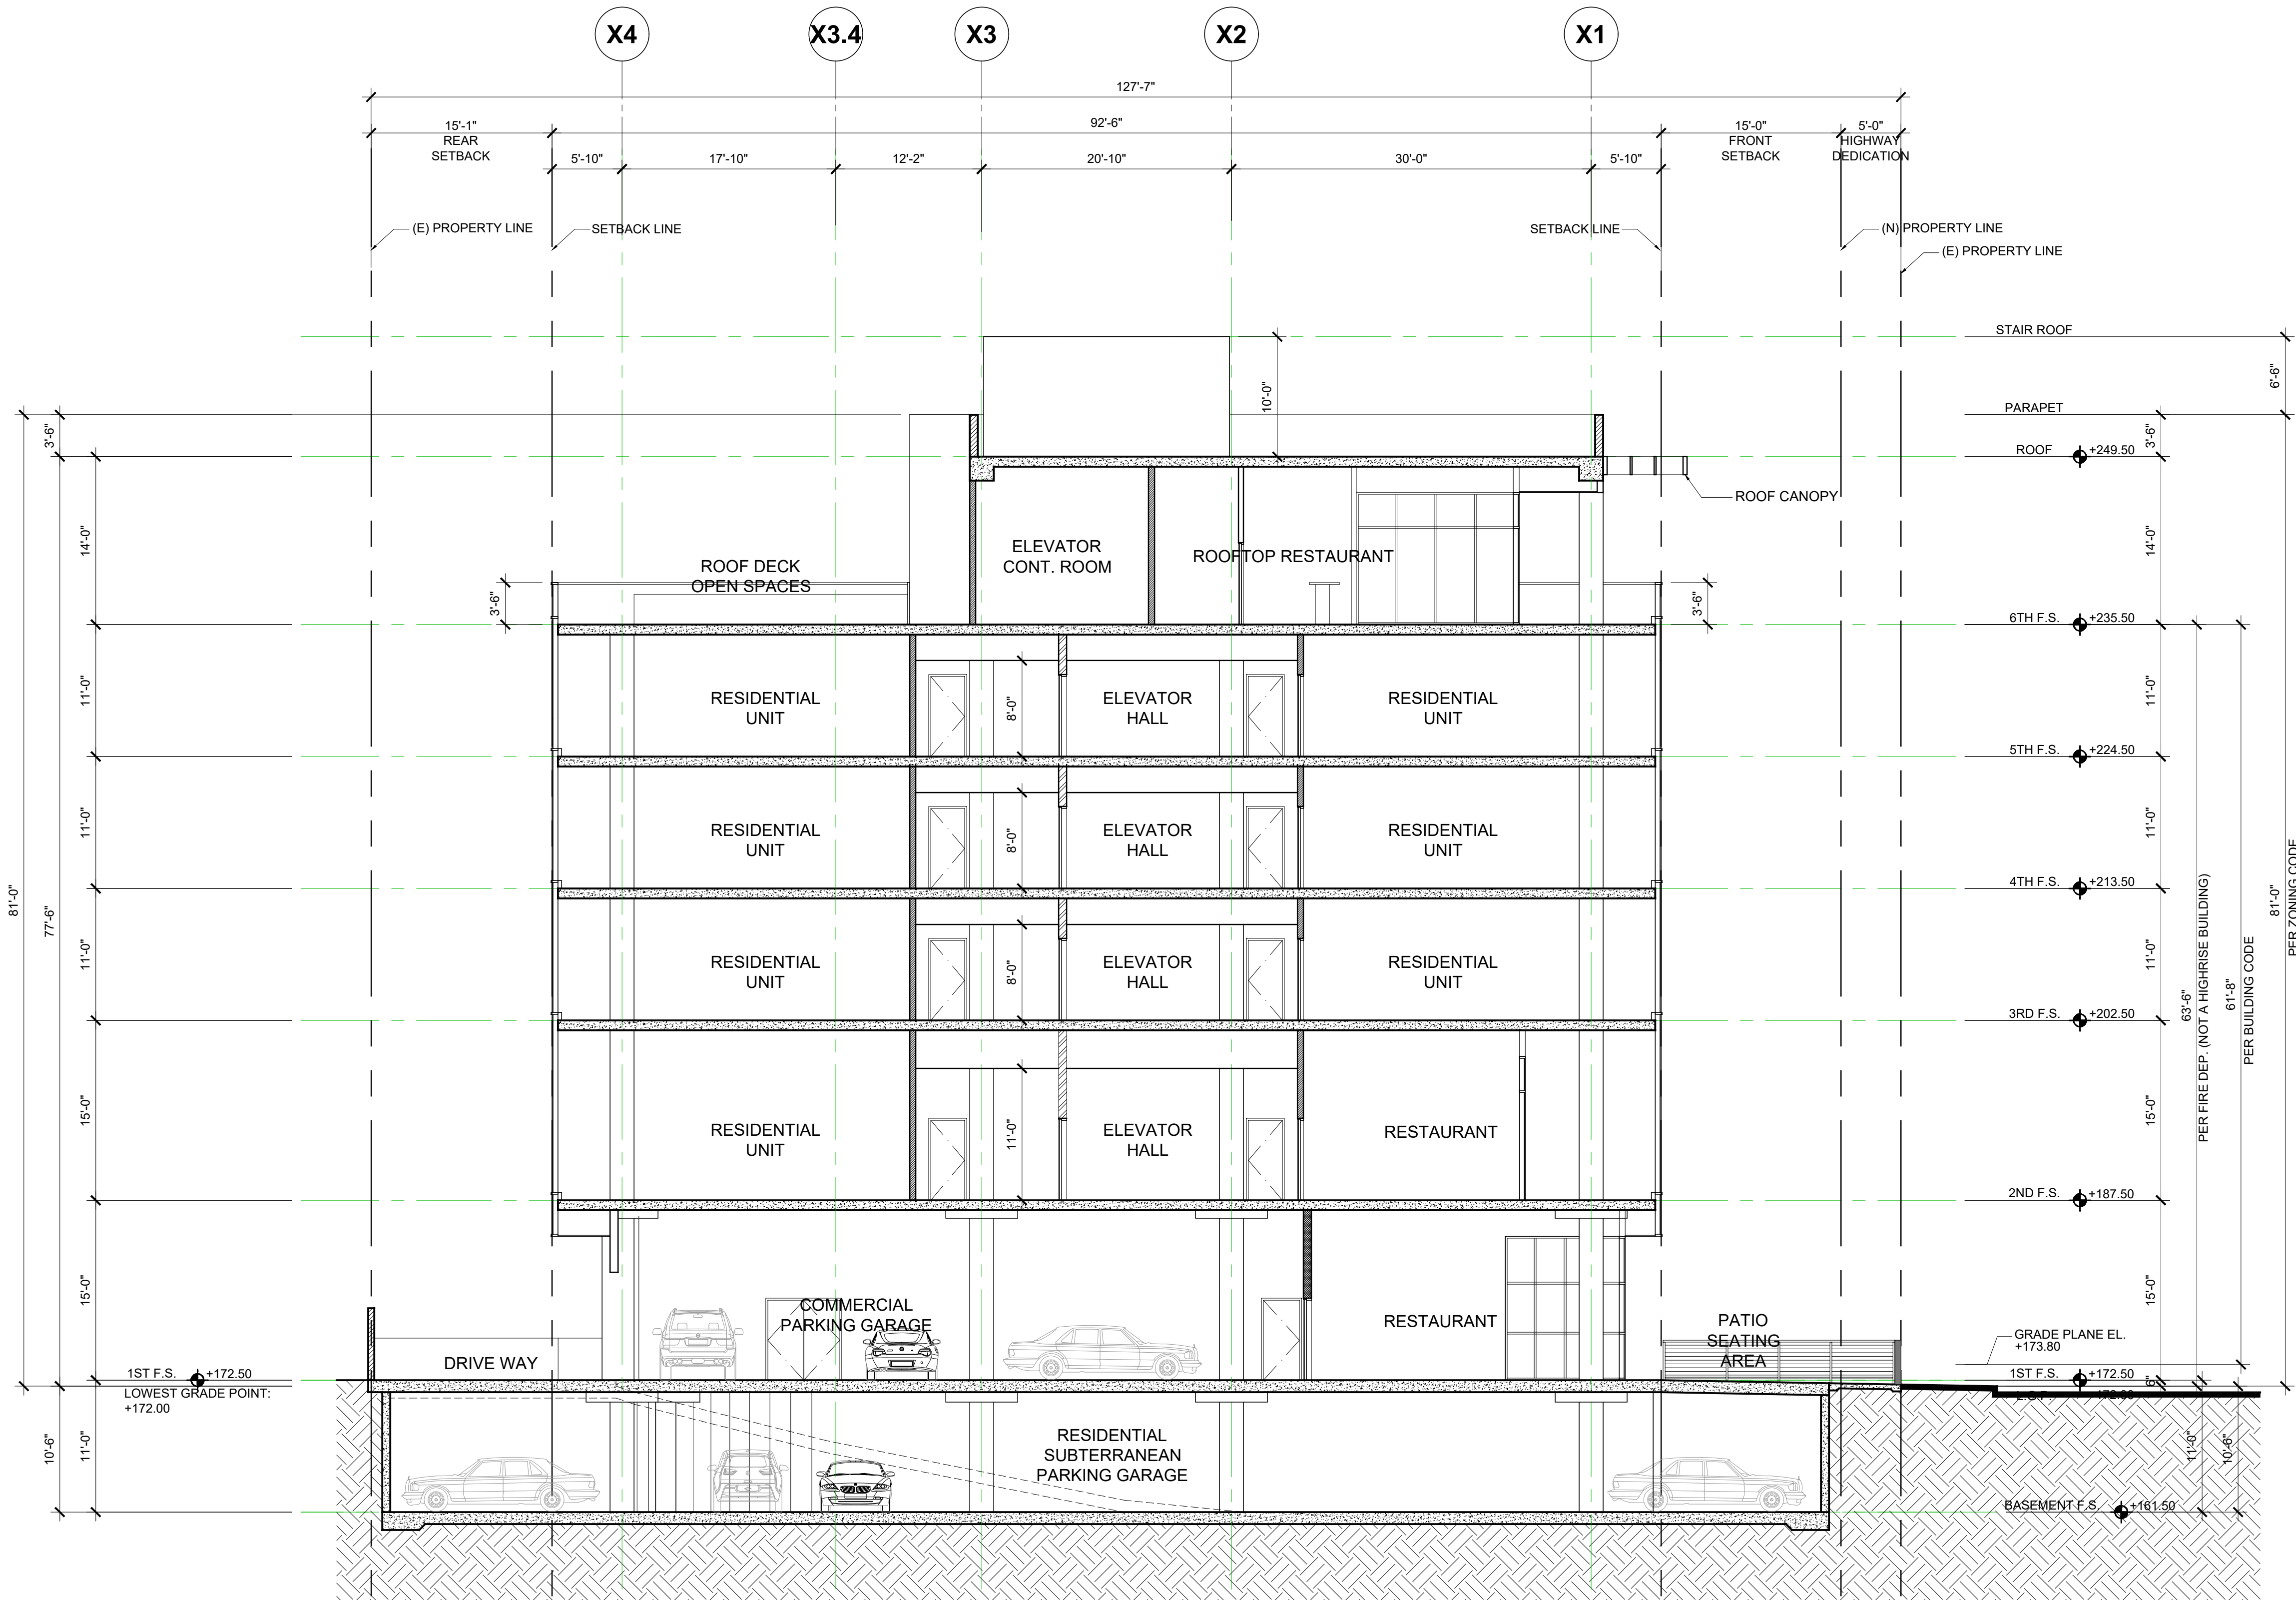 X4
X3.4
X3
X2
X1
127'-7"
15'-1"
REAR
SETBACK
92'-6"
15'-0"
FRONT
SETBACK
5'-0"
HIGHWAY
DEDICATION
5'-10"
17'-10"
12'-2"
20'-10"
30'-0"
5'-10"
(E) PROPERTY LINE
SETBACK LINE
SETBACK LINE
(N) PROPERTY LINE
(E) PROPERTY LINE
STAIR ROOF
6'-6"
10'-0"
PARAPET
3'-6"
3'-6"
ROOF
+249.50
ROOF CANOPY
14'-0"
ELEVATOR
CONT. ROOM
ROOFTOP RESTAURANT
14'-0"
ROOF DECK
OPEN SPACES
3'-6"
3'-6"
6TH F.S.
+235.50
11'-0"
RESIDENTIAL
UNIT
8'-0"
ELEVATOR
HALL
RESIDENTIAL
UNIT
11'-0"
5TH F.S.
+224.50
11'-0"
RESIDENTIAL
UNIT
8'-0"
ELEVATOR
HALL
RESIDENTIAL
UNIT
11'-0"
4TH F.S.
+213.50
81'-0"
77'-6"
11'-0"
RESIDENTIAL
UNIT
8'-0"
ELEVATOR
HALL
RESIDENTIAL
UNIT
11'-0"
63'-6"
PER FIRE DEP. (NOT A HIGHRISE BUILDING)
61'-8"
PER BUILDING CODE
81'-0"
PER ZONING CODE
3RD F.S.
+202.50
15'-0"
RESIDENTIAL
UNIT
11'-0"
ELEVATOR
HALL
RESTAURANT
15'-0"
2ND F.S.
+187.50
15'-0"
COMMERCIAL
PARKING GARAGE
RESTAURANT
PATIO
SEATING
AREA
15'-0"
GRADE PLANE EL.
+173.80
DRIVE WAY
1ST F.S.
+172.50
LOWEST GRADE POINT:
+172.00
1ST F.S.
+172.50
6"
10'-6"
11'-0"
RESIDENTIAL
SUBTERRANEAN
PARKING GARAGE
11'-0"
10'-6"
BASEMENT F.S.
+161.50